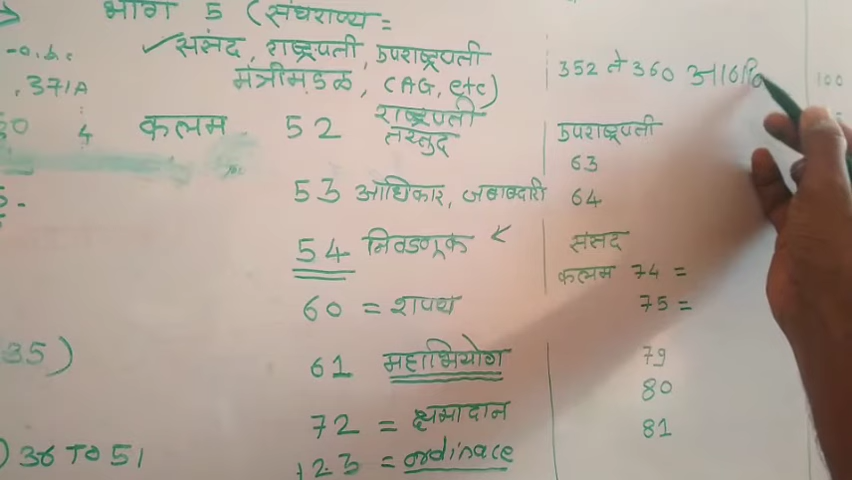 भाग 5 (संघराज्य =
✓संसद, राष्ट्रपती, उपराष्ट्रपती
मंत्रीमंडळ, CAG, etc)
कलम 52 राष्ट्रपती
तरतुद
53 अधिकार, जबाबदारी
54 निवडणूक <
60 = शपथ
61 महाभियोग
72 = क्षमादान
123 = ordinace
-o.b.c
.371A
4
35)
) 36 TO 51
352 ते 360
उपराष्ट्रपती
63
64
संसद
कलम 74 =
75 =
79
80
81
100